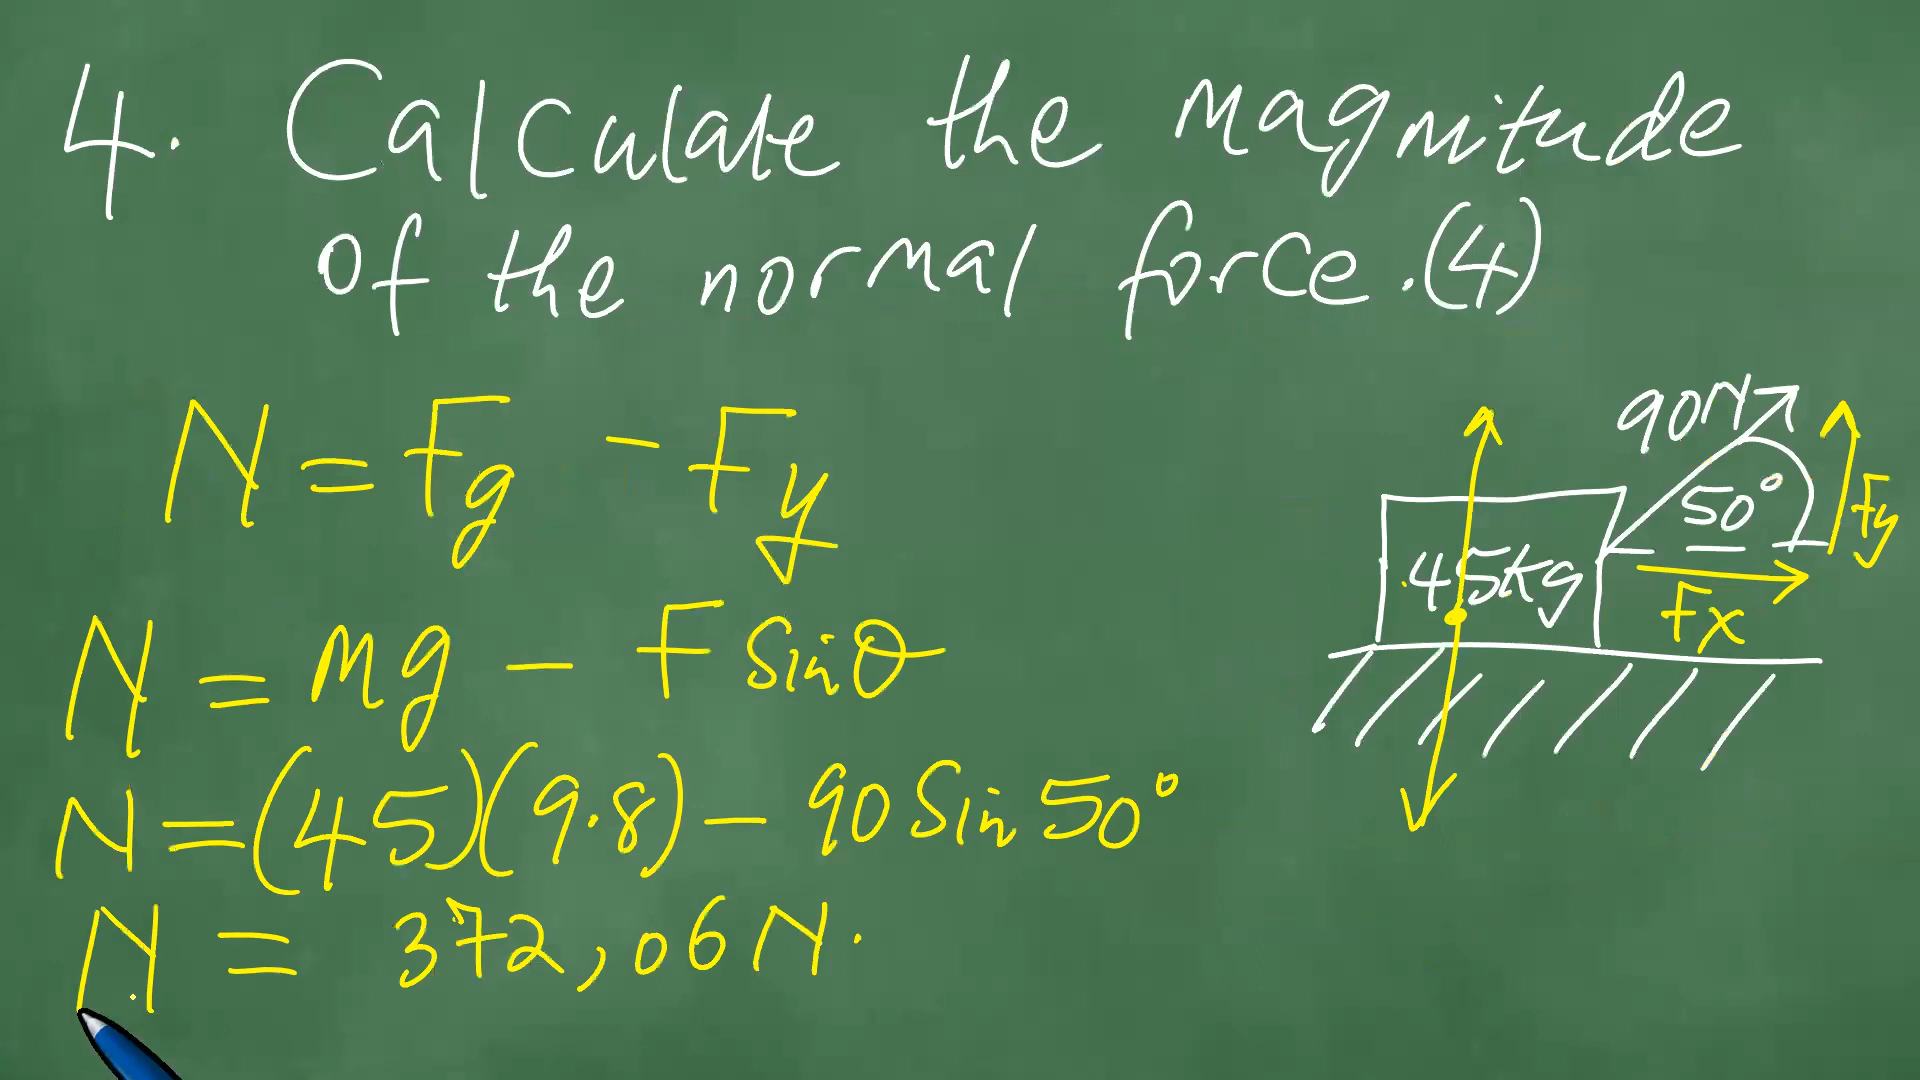 4. Calculate the magnitude
of the normal force. (4)
N = Fg - Fy
N = mg - F sinθ
N = (45)(9.8) - 90 Sin 50°
N = 372,06 N.
90N
50°
Fy
45kg
Fx